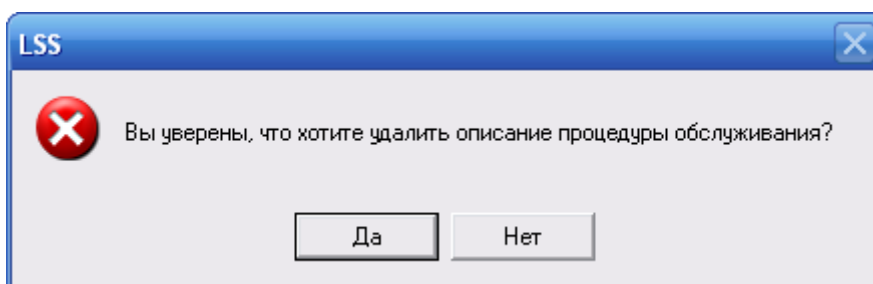 LSS
Вы уверены, что хотите удалить описание процедуры обслуживания?
Да
Нет